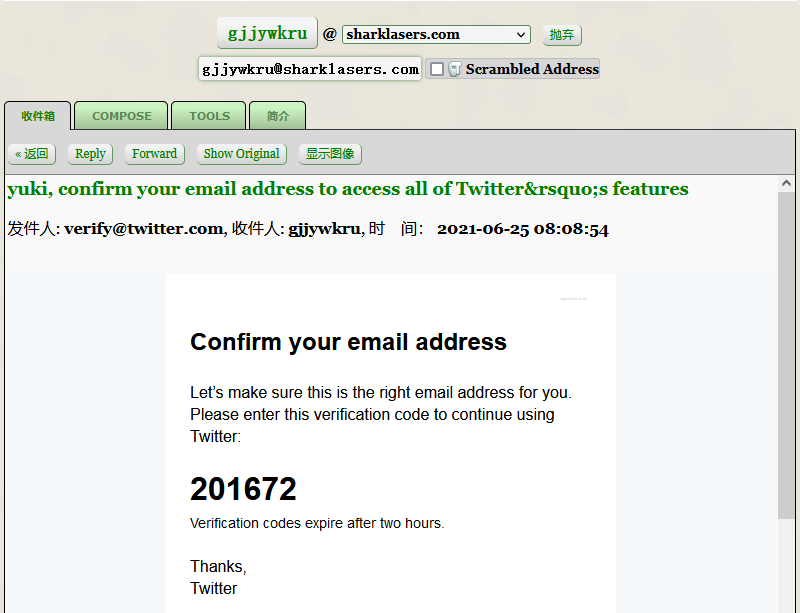 gjjywkru @ sharklasers.com 抛弃
gjjywkru@sharklasers.com Scrambled Address
收件箱 COMPOSE TOOLS 简介
« 返回 Reply Forward Show Original 显示图像
yuki, confirm your email address to access all of Twitter&rsquo;s features
发件人: verify@twitter.com, 收件人: gjjywkru, 时 间： 2021-06-25 08:08:54
Confirm your email address
Let’s make sure this is the right email address for you.
Please enter this verification code to continue using
Twitter:
201672
Verification codes expire after two hours.
Thanks,
Twitter